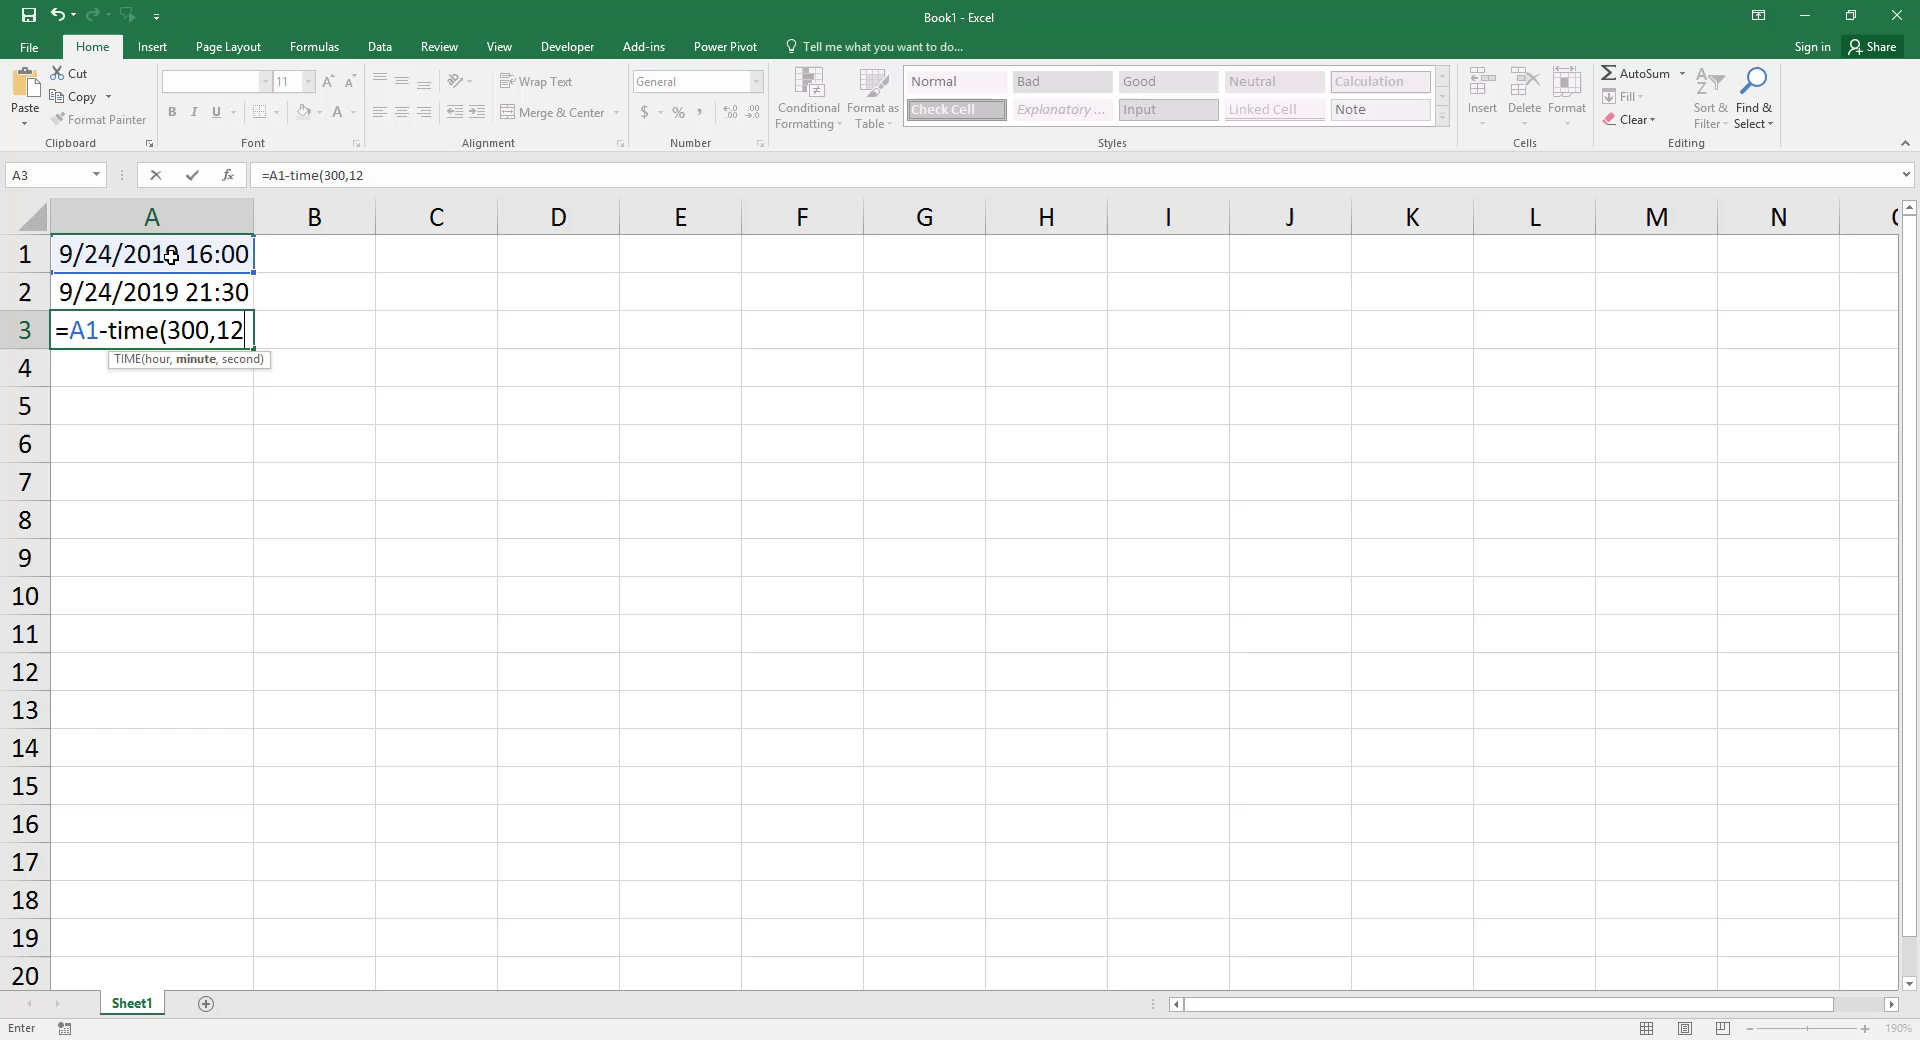 Book1 - Excel
File Home Insert Page Layout Formulas Data Review View Developer Add-ins Power Pivot Tell me what you want to do... Sign in Share
Paste
Cut
Copy
Format Painter
Clipboard
11
B I U
Font
Wrap Text
Merge & Center
Alignment
General
$ % ,
Number
Conditional
Formatting
Format as
Table
Normal Bad Good Neutral Calculation
Check Cell Explanatory ... Input Linked Cell Note
Styles
Insert Delete Format
Cells
AutoSum
Fill
Clear
Sort &
Filter
Find &
Select
Editing
A3 fx =A1-time(300,12
A B C D E F G H I J K L M N
1 9/24/2019 16:00
2 9/24/2019 21:30
3 =A1-time(300,12
TIME(hour, minute, second)
4
5
6
7
8
9
10
11
12
13
14
15
16
17
18
19
20
Sheet1
Enter 190%